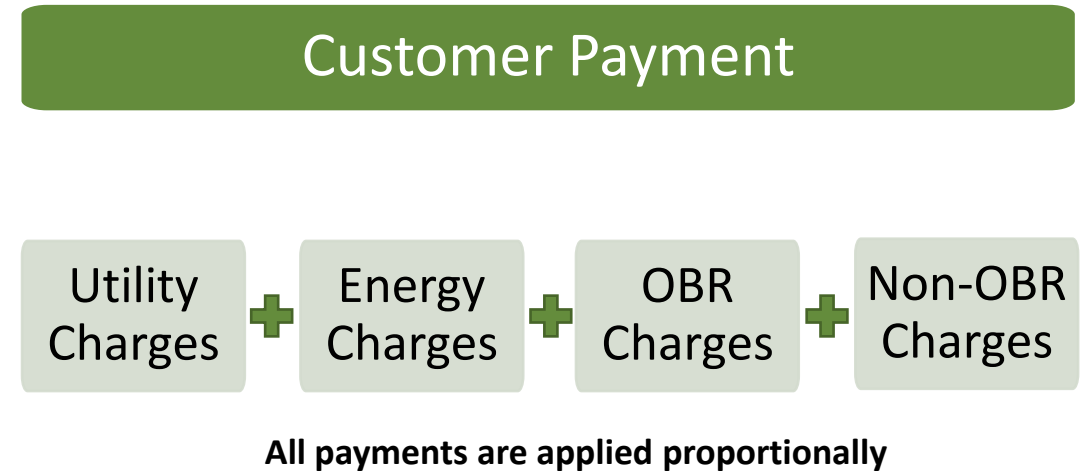 Customer Payment
Utility
Charges
Energy
Charges
OBR
Charges
Non-OBR
Charges
All payments are applied proportionally